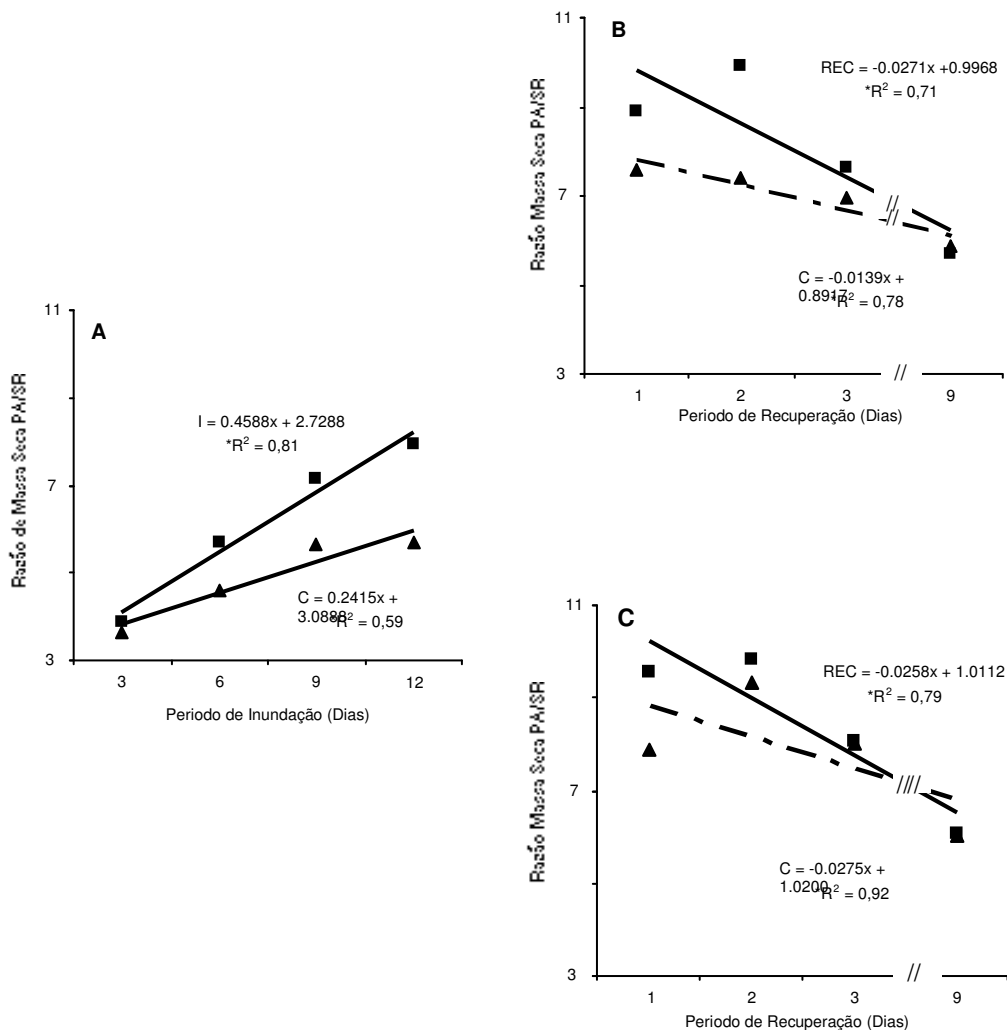 11
B
REC = -0.0271x +0.9968
*R² = 0,71
Razão Massa Seca PA/SR
7
//
//
C = -0.0139x +
0.8917
*R² = 0,78
3
//
1 2 3 9
Periodo de Recuperação (Dias)
11
A
I = 0.4588x + 2.7288
*R² = 0,81
Razão de Massa Seca PA/SR
7
C = 0.2415x +
3.0888
*R² = 0,59
3
3 6 9 12
Periodo de Inundação (Dias)
11
C
REC = -0.0258x + 1.0112
*R² = 0,79
Razão Massa Seca PA/SR
7
////
C = -0.0275x +
1.0200
*R² = 0,92
3
//
1 2 3 9
Periodo de Recuperação (Dias)